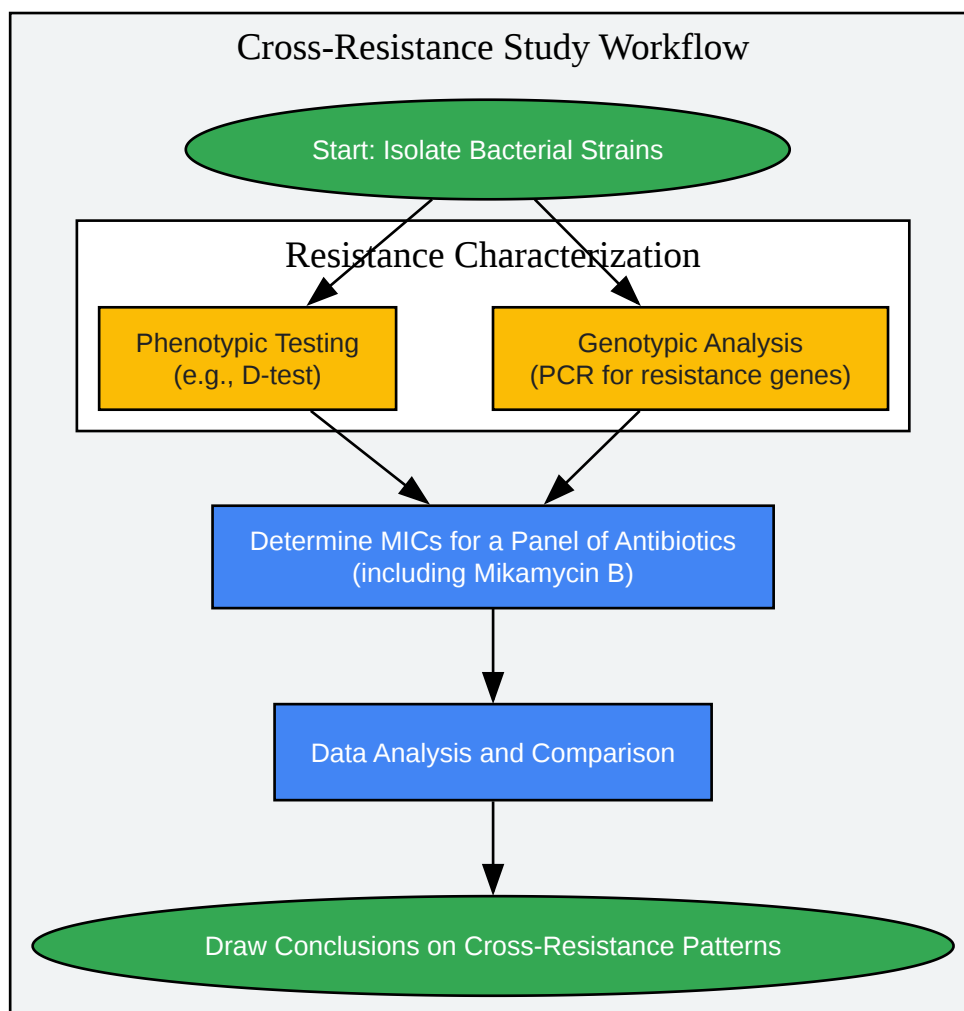 Cross-Resistance Study Workflow
Start: Isolate Bacterial Strains
Resistance Characterization
Phenotypic Testing
(e.g., D-test)
Genotypic Analysis
(PCR for resistance genes)
Determine MICs for a Panel of Antibiotics
(including Mikamycin B)
Data Analysis and Comparison
Draw Conclusions on Cross-Resistance Patterns